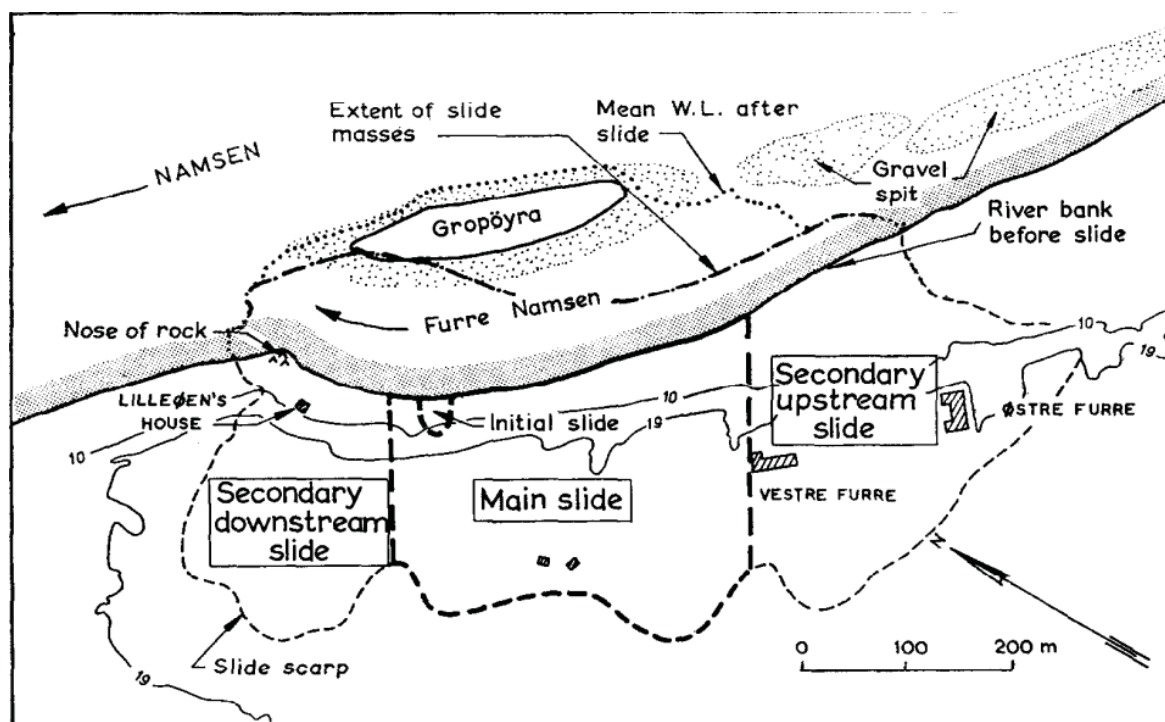 Extent of slide
masses
Mean W.L. after
slide
NAMSEN
Gravel
spit
River bank
before slide
Gropöyra
Furre Namsen
Nose of rock
LILLEØEN'S
HOUSE
10
19
10
Initial slide
19
10
Secondary
upstream
slide
ØSTRE FURRE
Secondary
downstream
slide
Main slide
VESTRE FURRE
N
Slide scarp
19
0 100 200 m